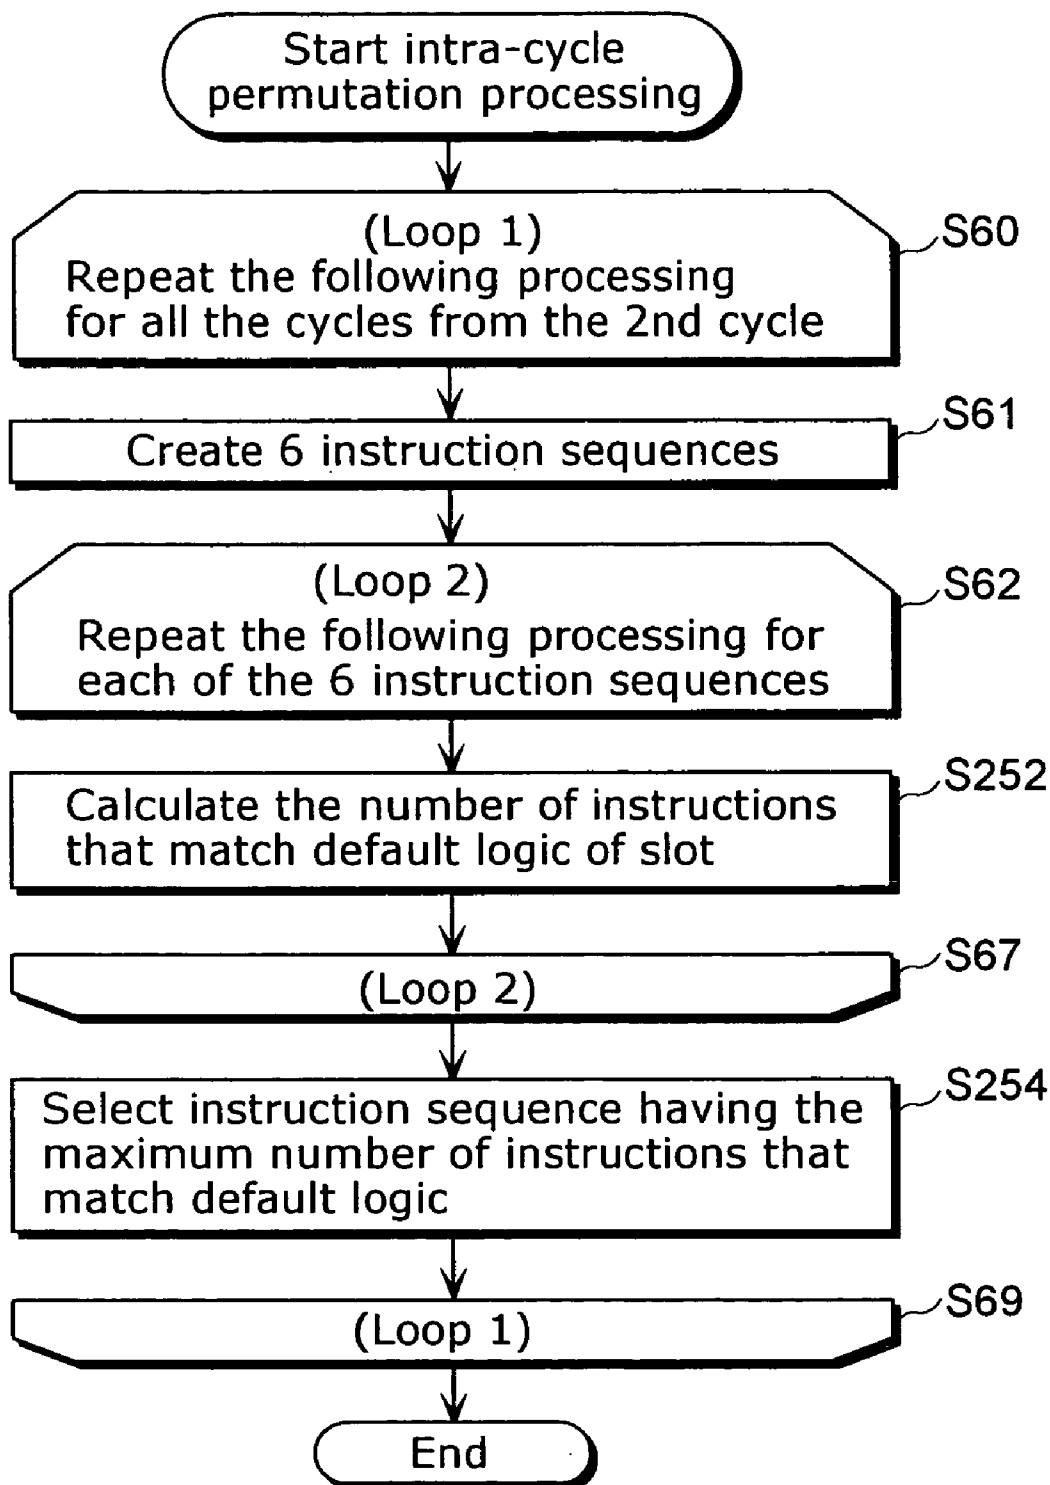 Start intra-cycle
permutation processing
(Loop 1)
Repeat the following processing
for all the cycles from the 2nd cycle
S60
Create 6 instruction sequences
S61
(Loop 2)
Repeat the following processing for
each of the 6 instruction sequences
S62
Calculate the number of instructions
that match default logic of slot
S252
(Loop 2)
S67
Select instruction sequence having the
maximum number of instructions that
match default logic
S254
(Loop 1)
S69
End